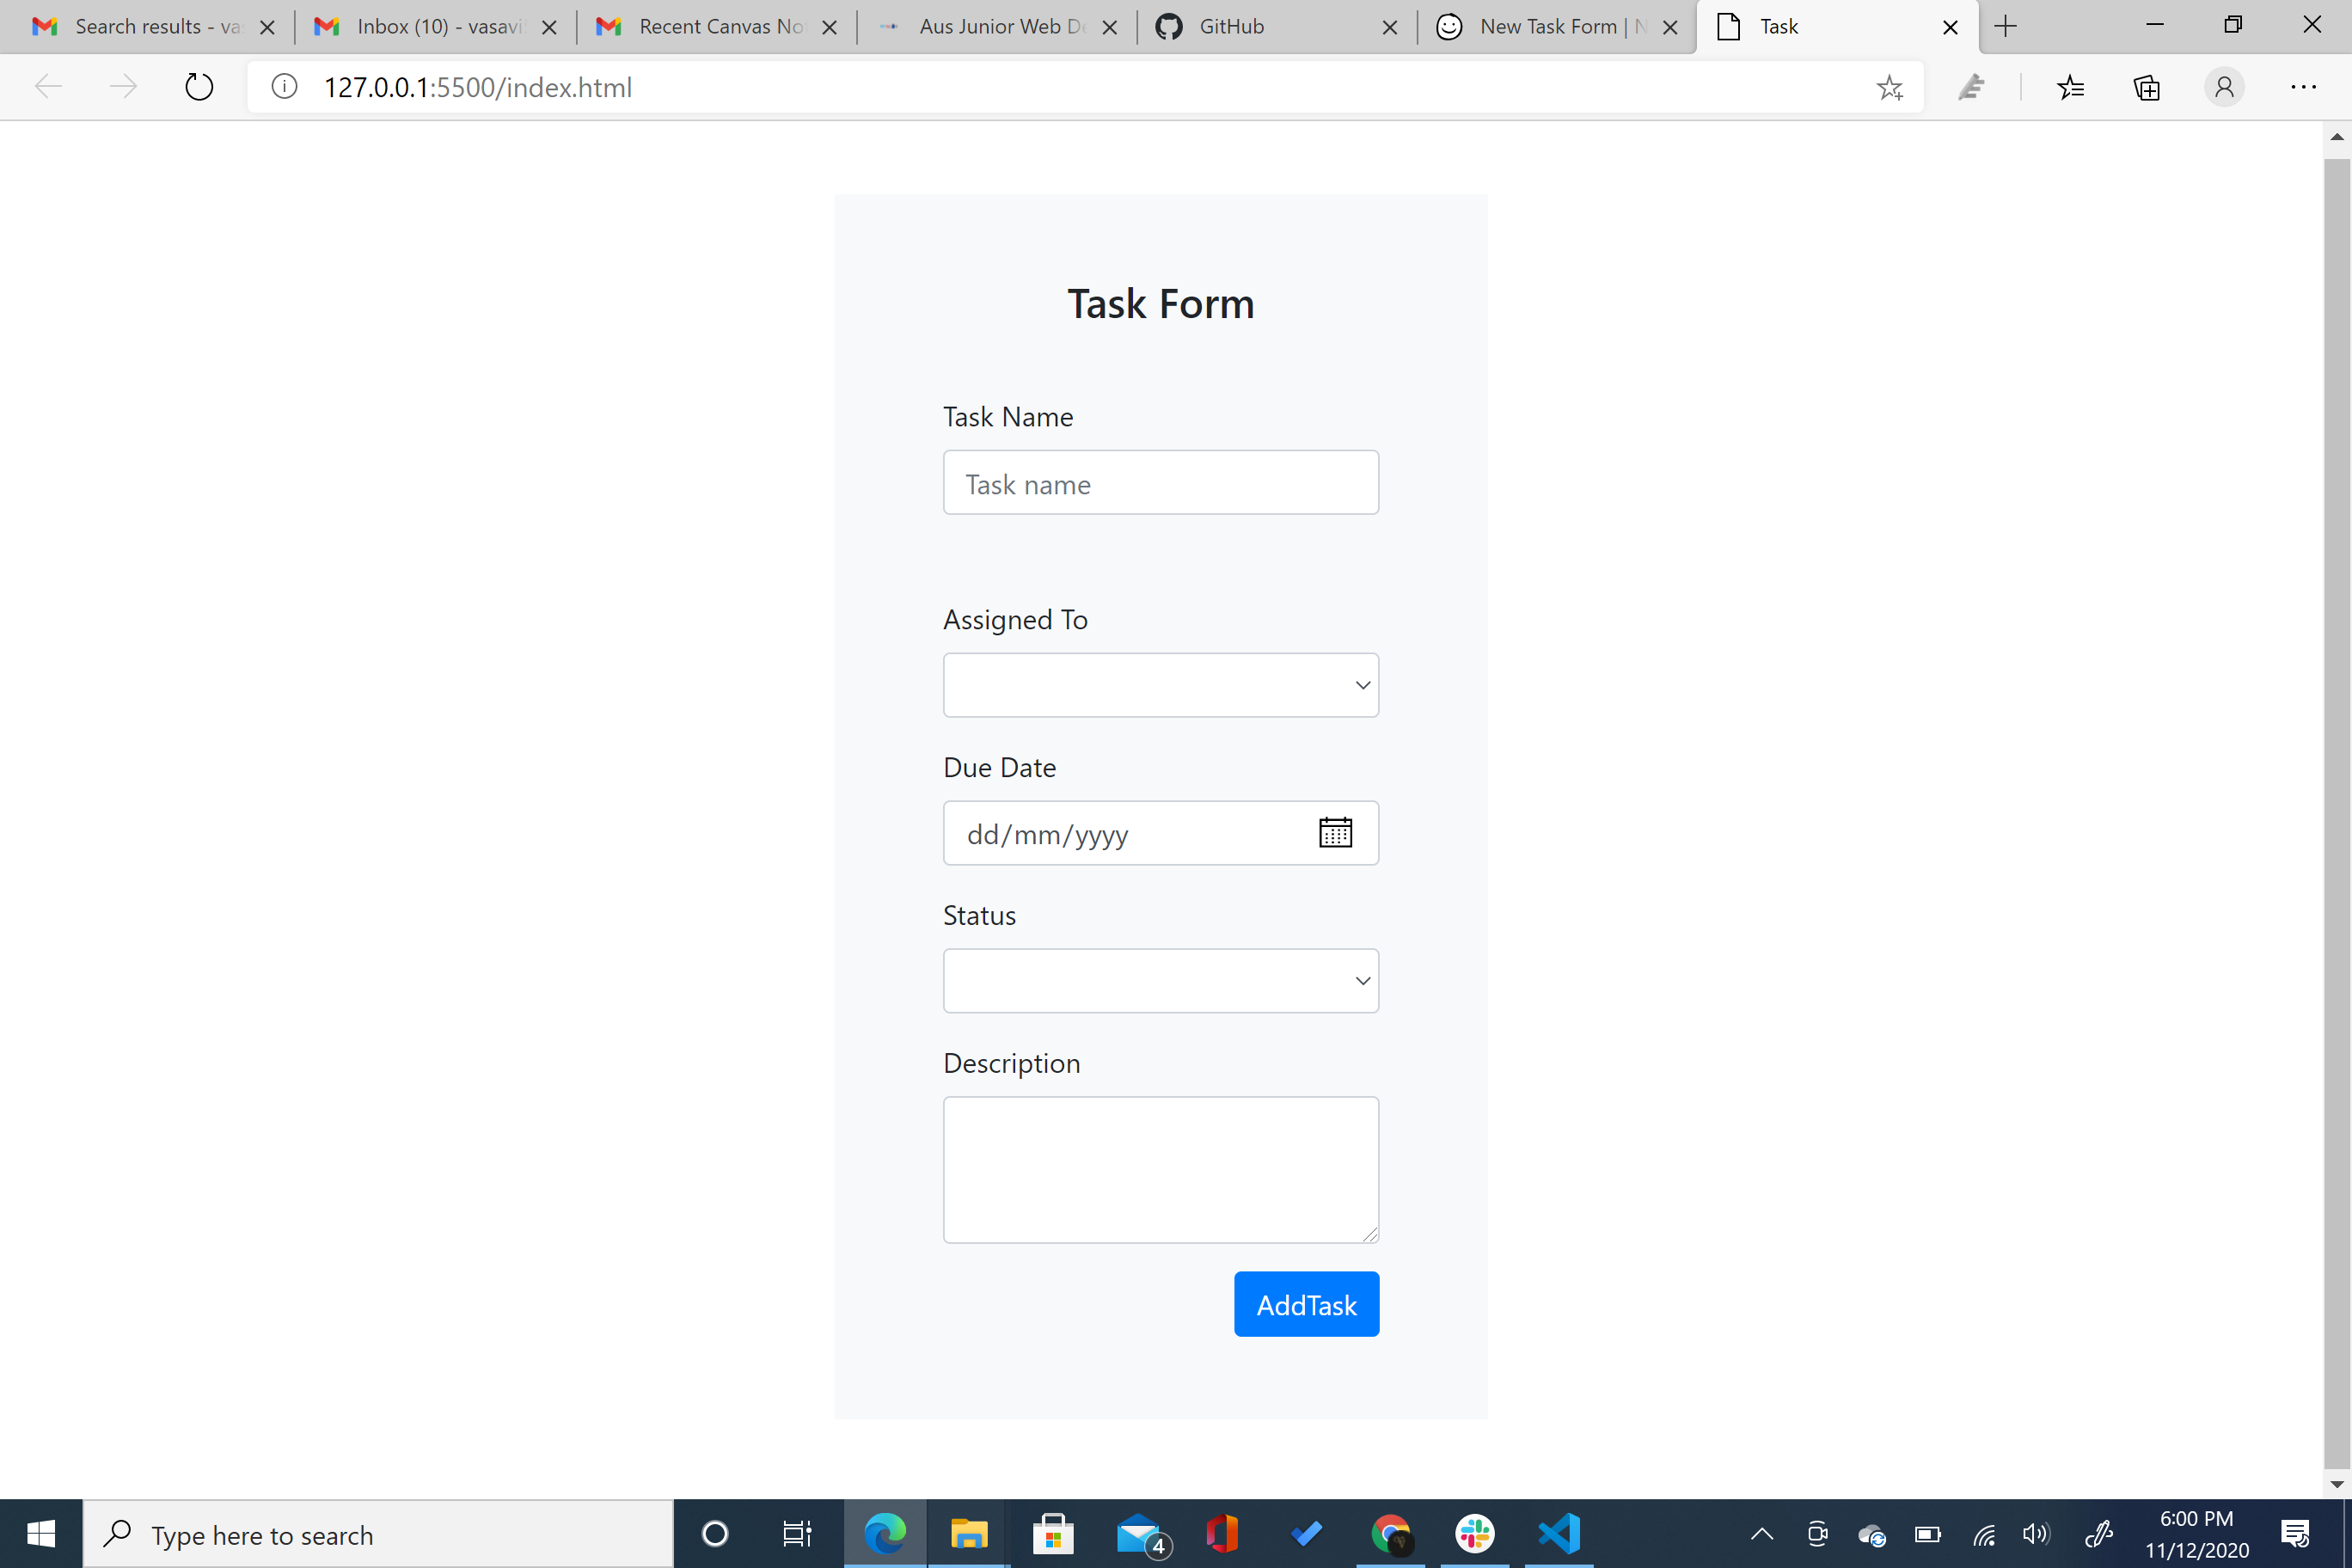 Search results - va
Inbox (10) - vasavi
Recent Canvas No
Aus Junior Web De
GitHub
New Task Form | N
Task
127.0.0.1:5500/index.html
Task Form
Task Name
Task name
Assigned To
Due Date
dd/mm/yyyy
Status
Description
AddTask
Type here to search
4
6:00 PM
11/12/2020